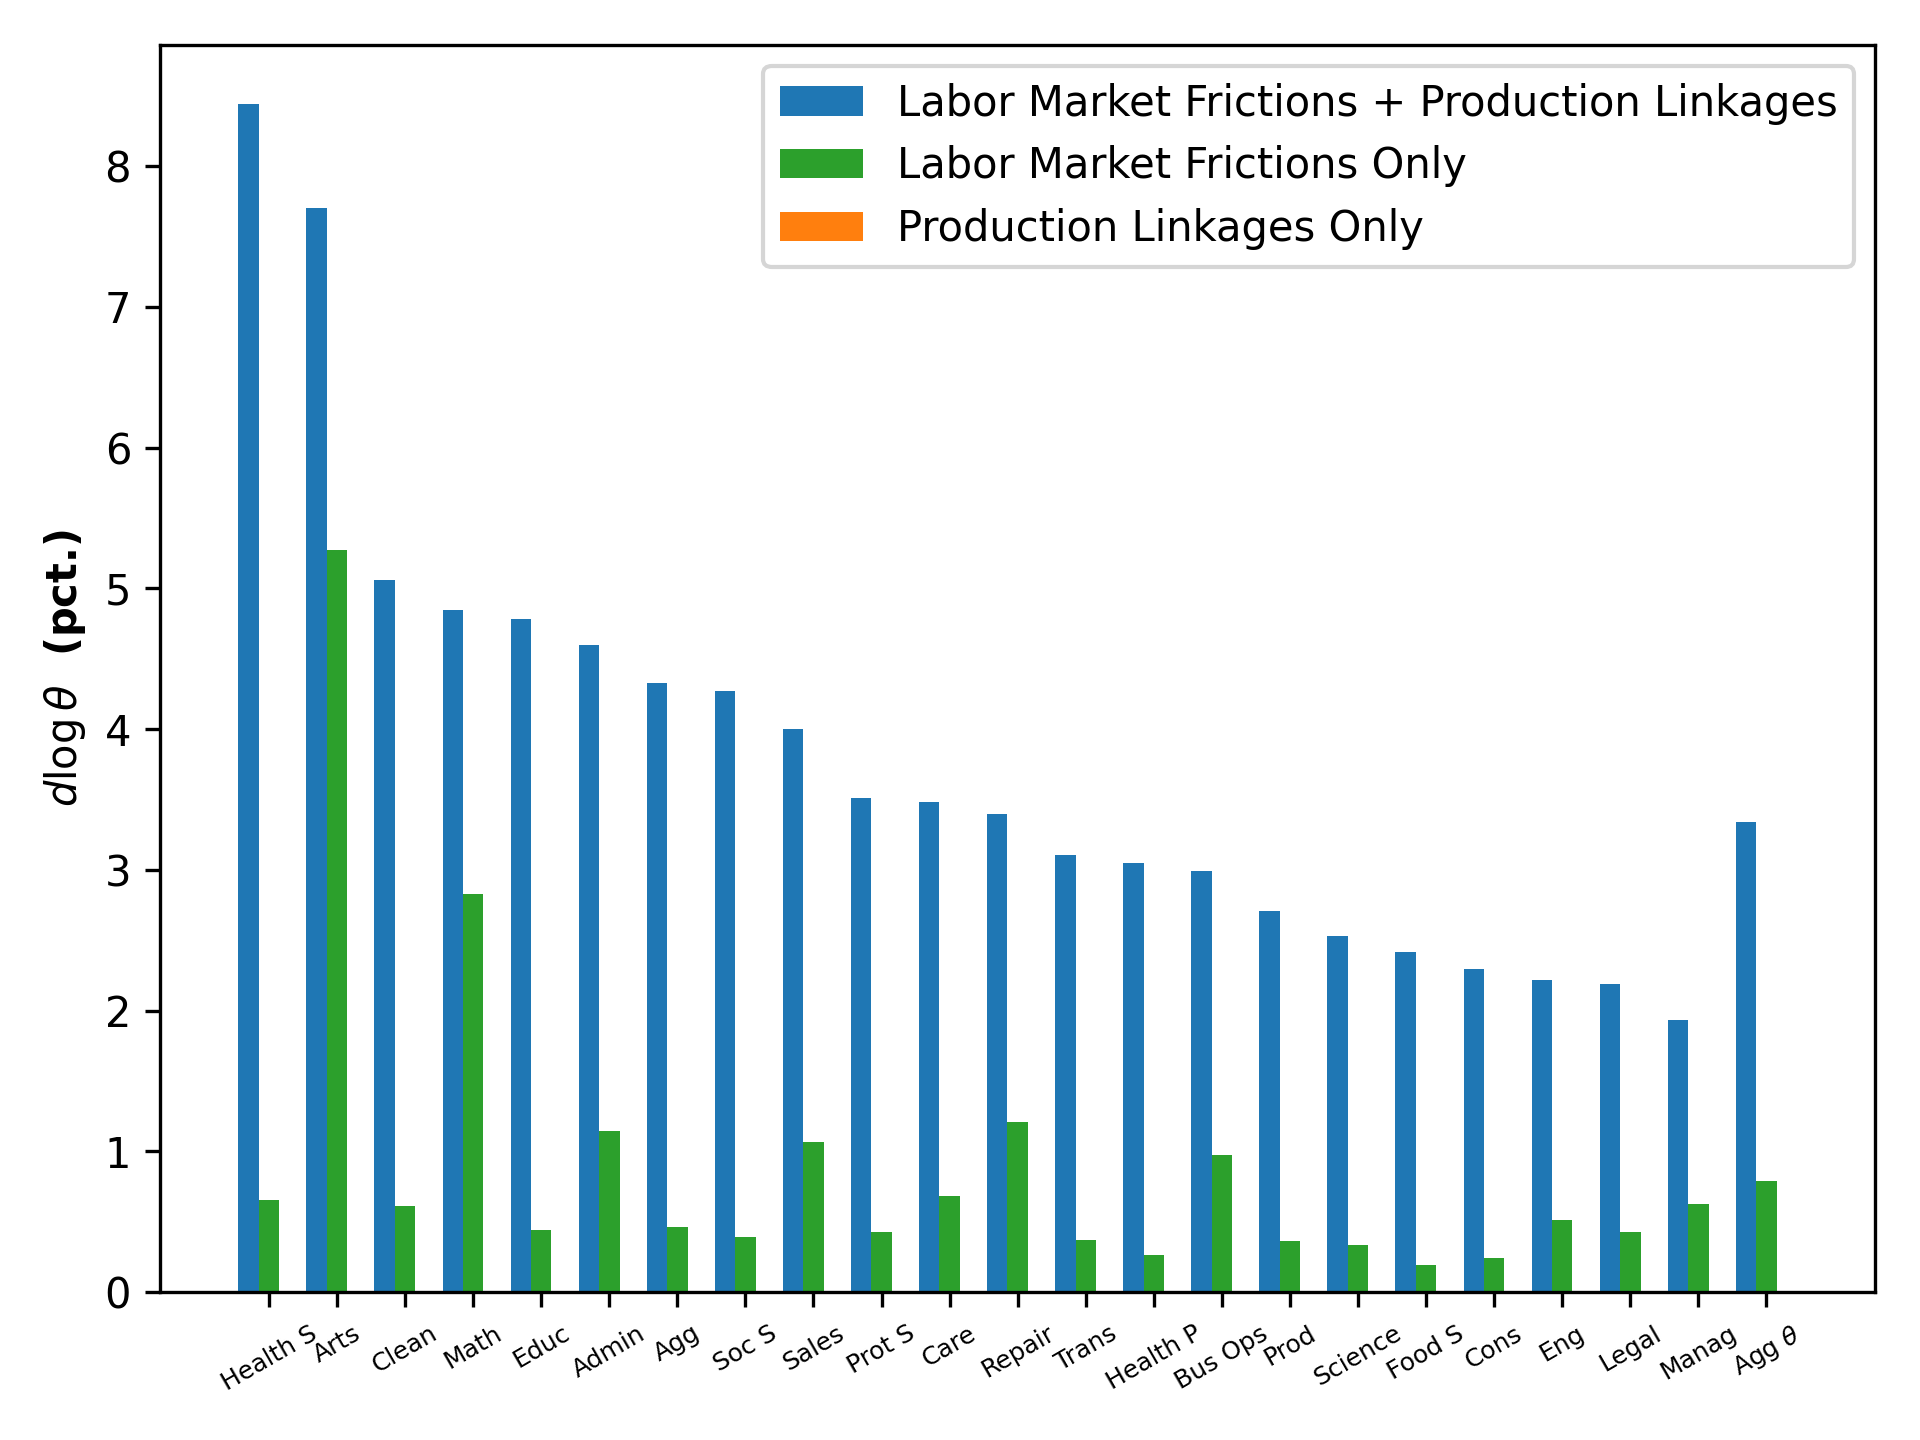 Labor Market Frictions + Production Linkages
Labor Market Frictions Only
Production Linkages Only
d log θ (pct.)
8
7
6
5
4
3
2
1
0
Health S
Arts
Clean
Math
Educ
Admin
Agg
Soc S
Sales
Prot S
Care
Repair
Trans
Health P
Bus Ops
Prod
Science
Food S
Cons
Eng
Legal
Manag
Agg θ